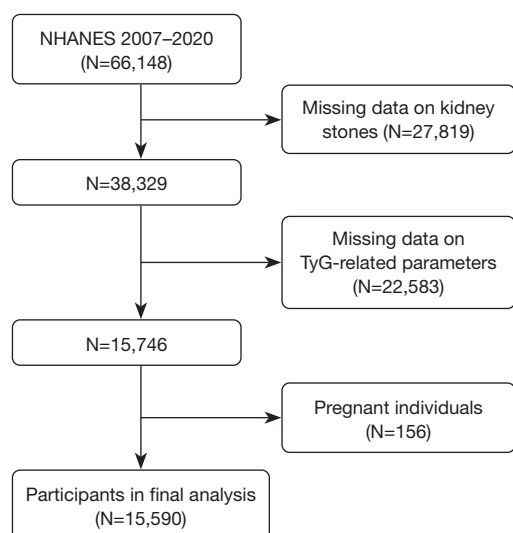 NHANES 2007–2020
(N=66,148)
Missing data on kidney
stones (N=27,819)
N=38,329
Missing data on
TyG-related parameters
(N=22,583)
N=15,746
Pregnant individuals
(N=156)
Participants in final analysis
(N=15,590)